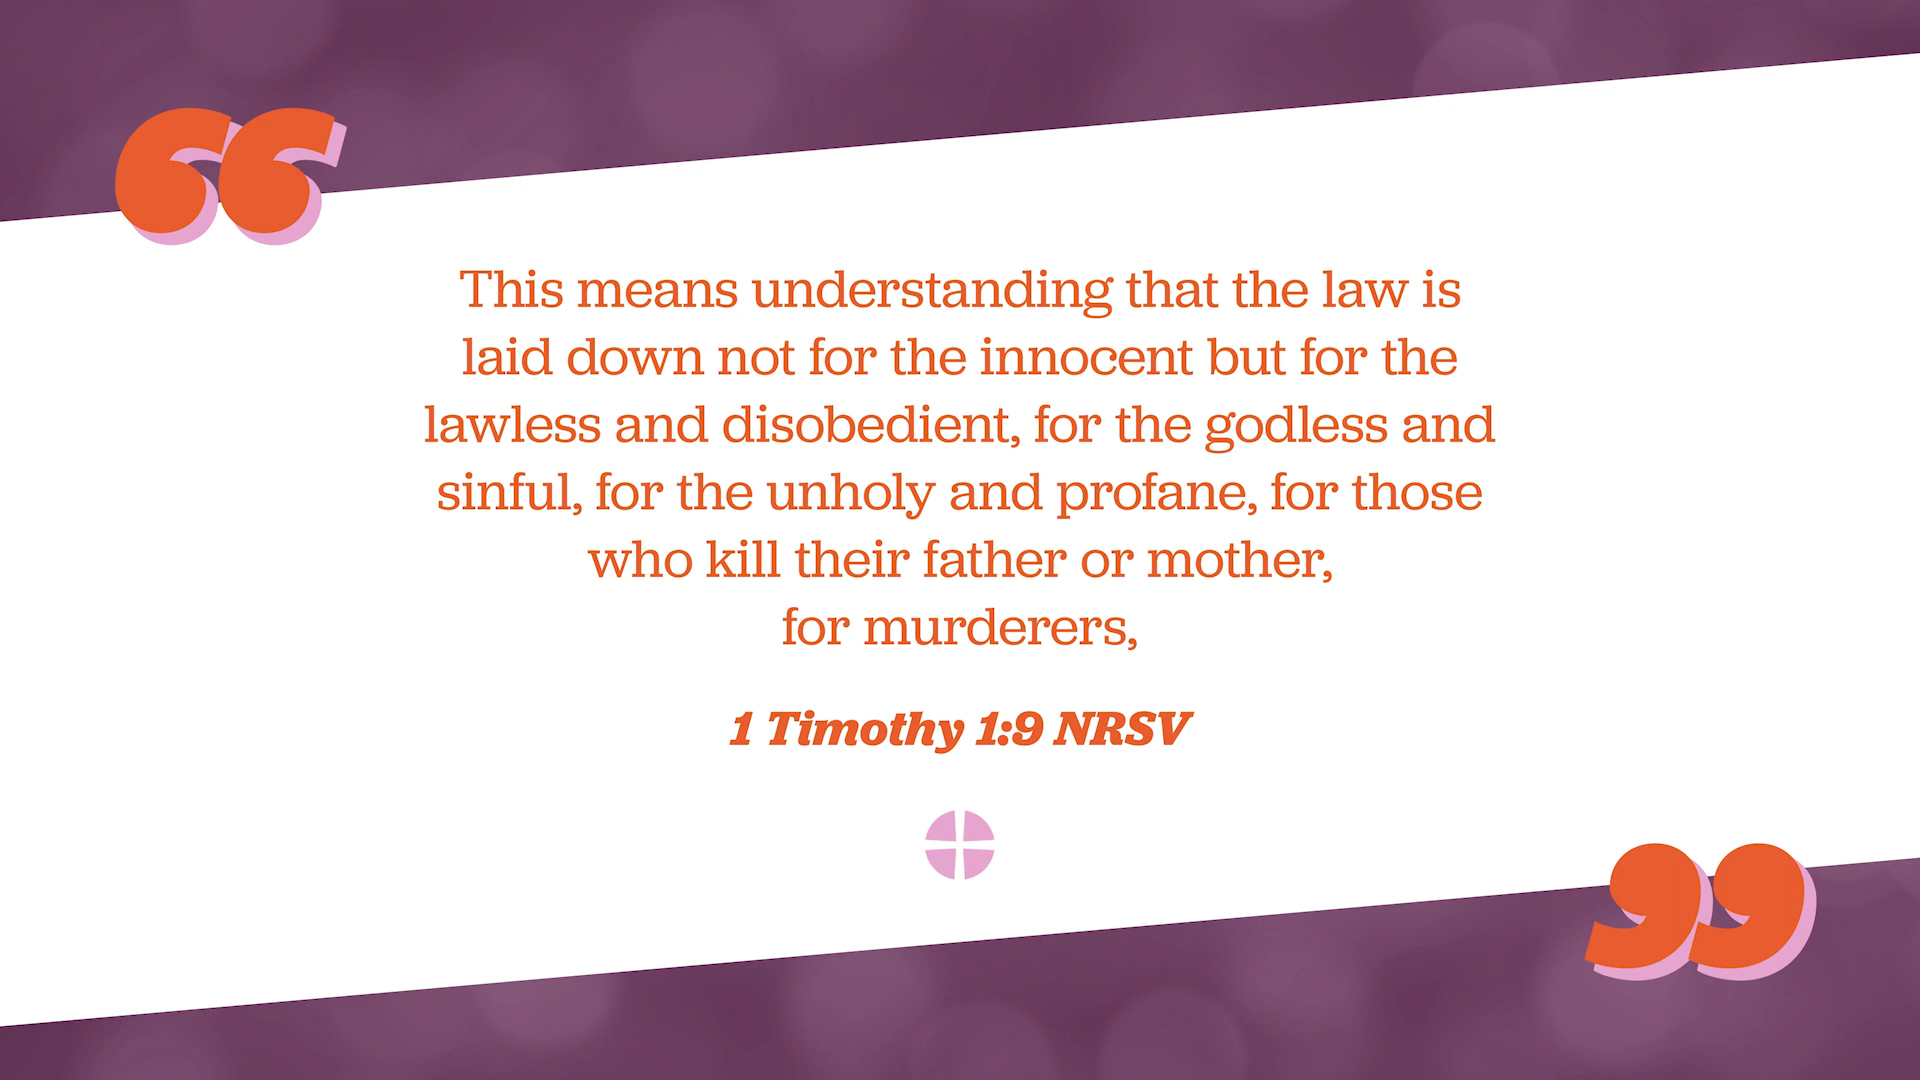 This means understanding that the law is
laid down not for the innocent but for the
lawless and disobedient, for the godless and
sinful, for the unholy and profane, for those
who kill their father or mother,
for murderers,
1 Timothy 1:9 NRSV